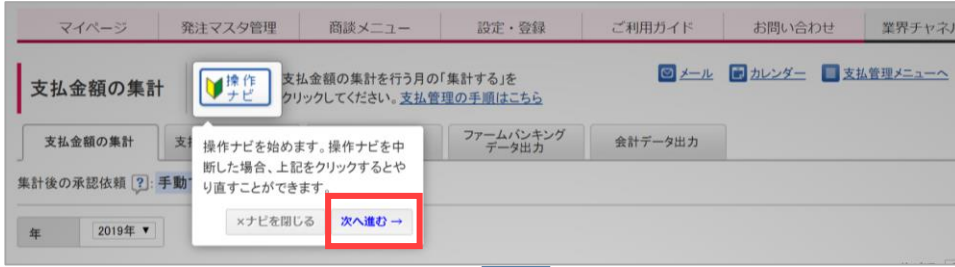 マイページ
発注マスタ管理
商談メニュー
設定・登録
ご利用ガイド
お問い合わせ
業界チャネル
支払金額の集計
操作
ナビ
支払金額の集計を行う月の「集計する」を
クリックしてください。支払管理の手順はこちら
メール
カレンダー
支払管理メニューへ
支払金額の集計
支
ファームバンキング
データ出力
会計データ出力
操作ナビを始めます。操作ナビを中
断した場合、上記をクリックするとや
り直すことができます。
×ナビを閉じる
次へ進む →
集計後の承認依頼 ?: 手動
年
2019年 ▼